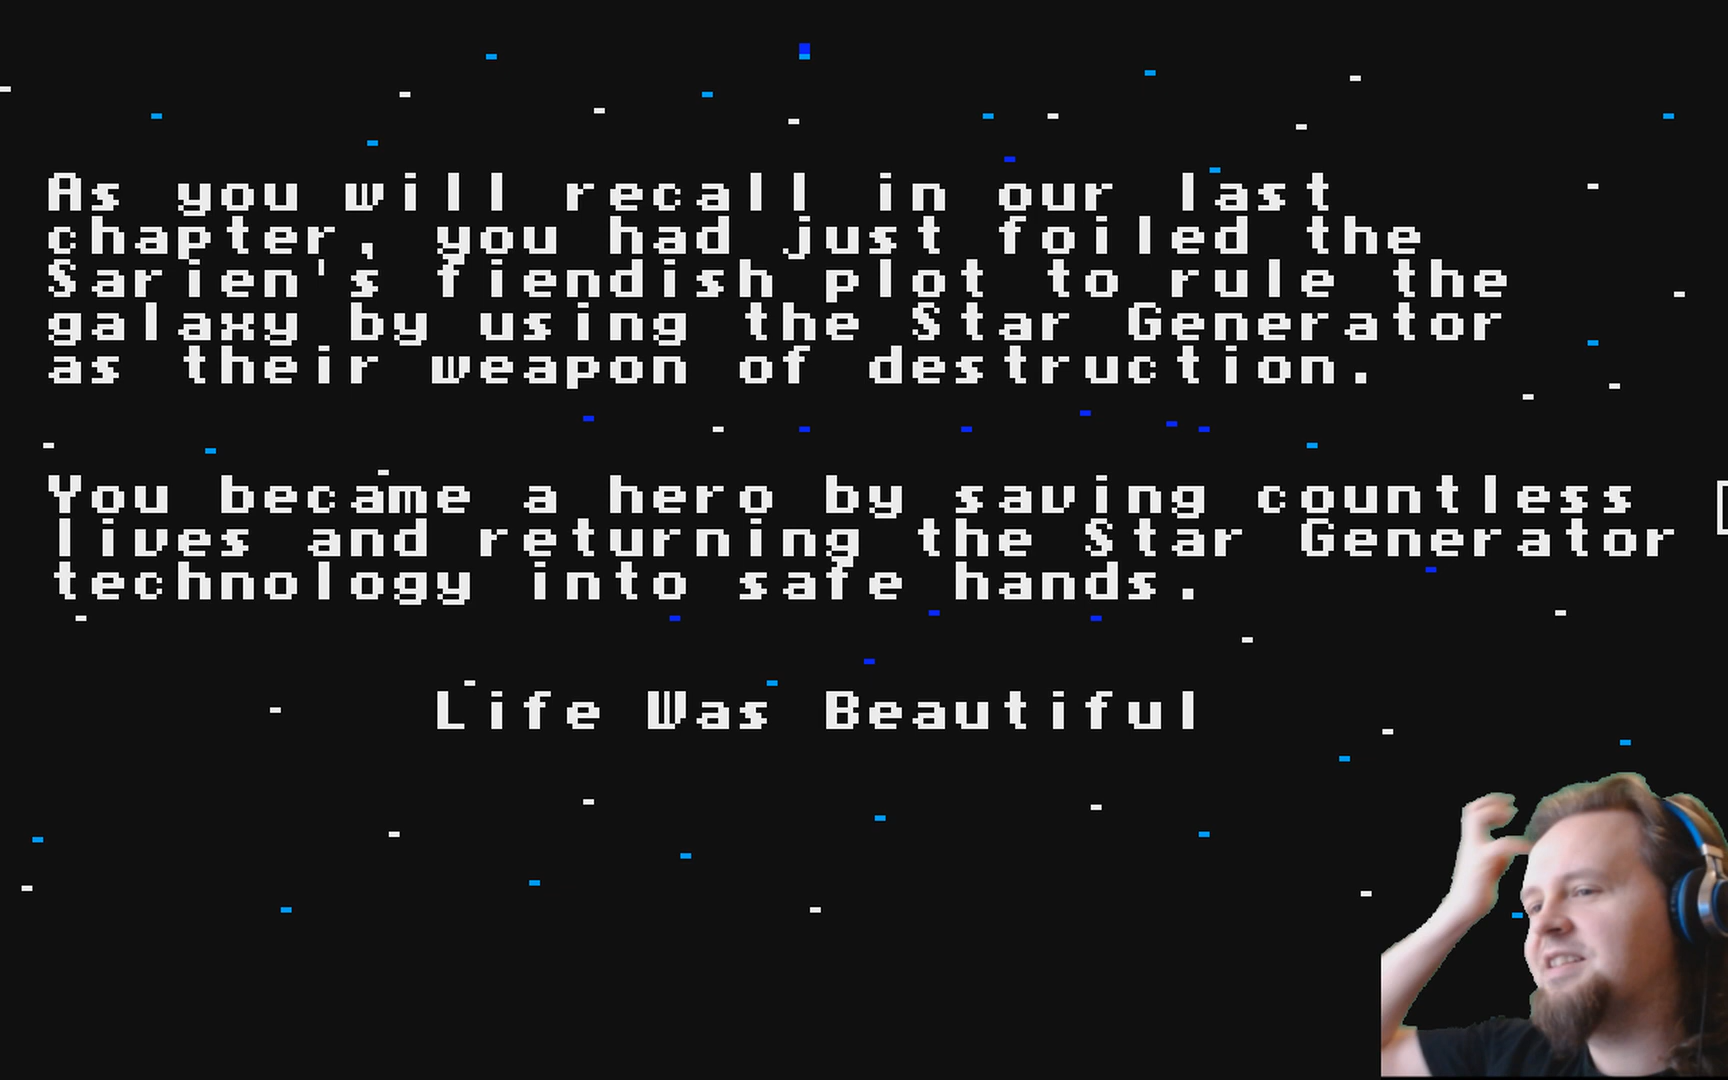 As you will recall in our last
chapter, you had just foiled the
Sarien's fiendish plot to rule the
galaxy by using the Star Generator
as their weapon of destruction.
You became a hero by saving countless
lives and returning the Star Generator
technology into safe hands.
Life Was Beautiful